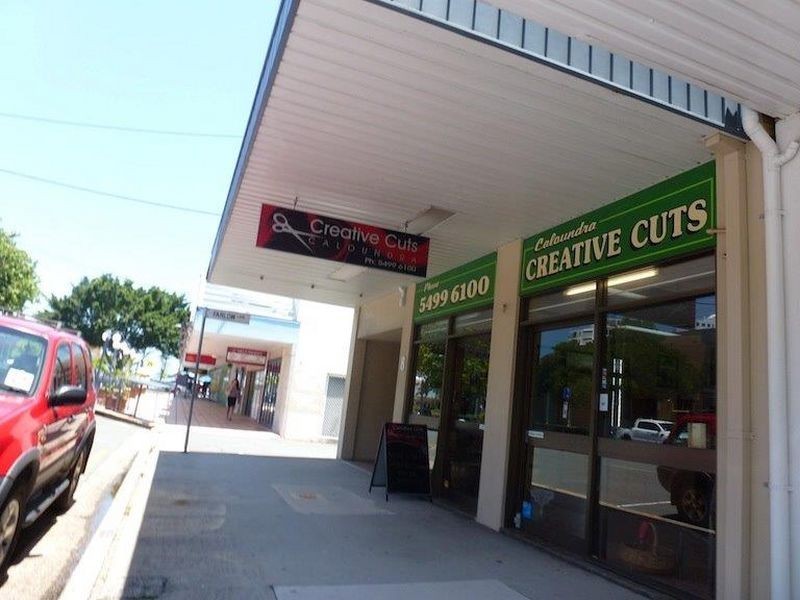 Creative Cuts
CALOUNDRA
Ph: 5499 6100
Phone
5499 6100
Caloundra
CREATIVE CUTS